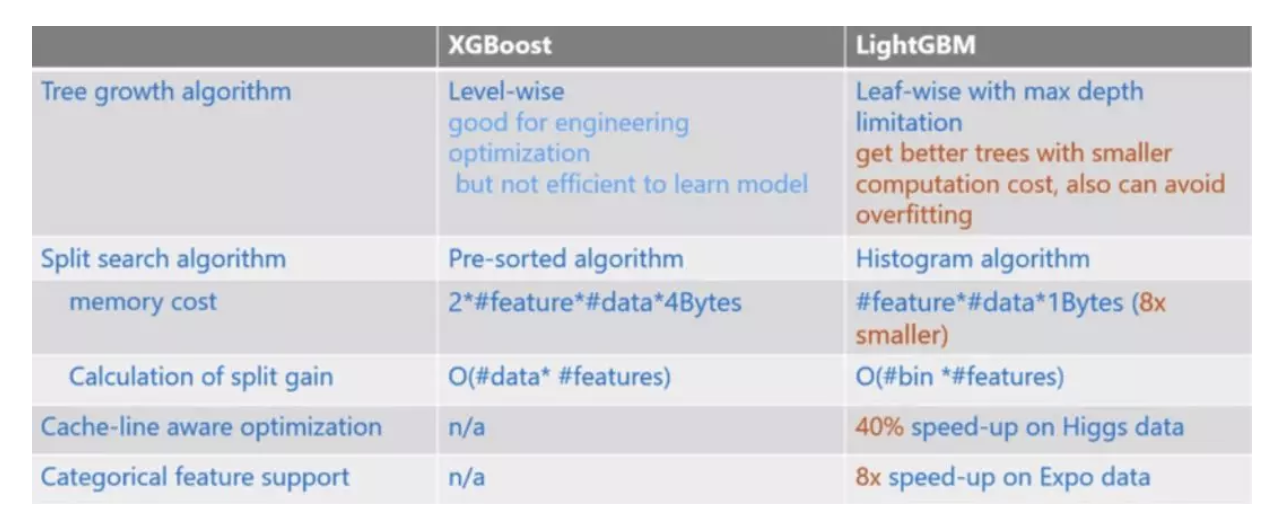 XGBoost LightGBM
Tree growth algorithm
Level-wise
good for engineering
optimization
but not efficient to learn model
Leaf-wise with max depth
limitation
get better trees with smaller
computation cost, also can avoid
overfitting
Split search algorithm
Pre-sorted algorithm
Histogram algorithm
memory cost
2*#feature*#data*4Bytes
#feature*#data*1Bytes (8x
smaller)
Calculation of split gain
O(#data* #features)
O(#bin *#features)
Cache-line aware optimization
n/a
40% speed-up on Higgs data
Categorical feature support
n/a
8x speed-up on Expo data